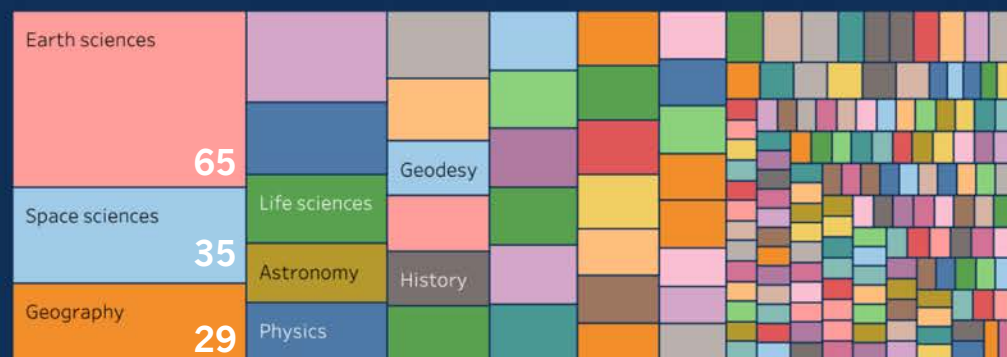 Earth sciences
65
Space sciences
35
Geography
29
Life sciences
Astronomy
Physics
Geodesy
History